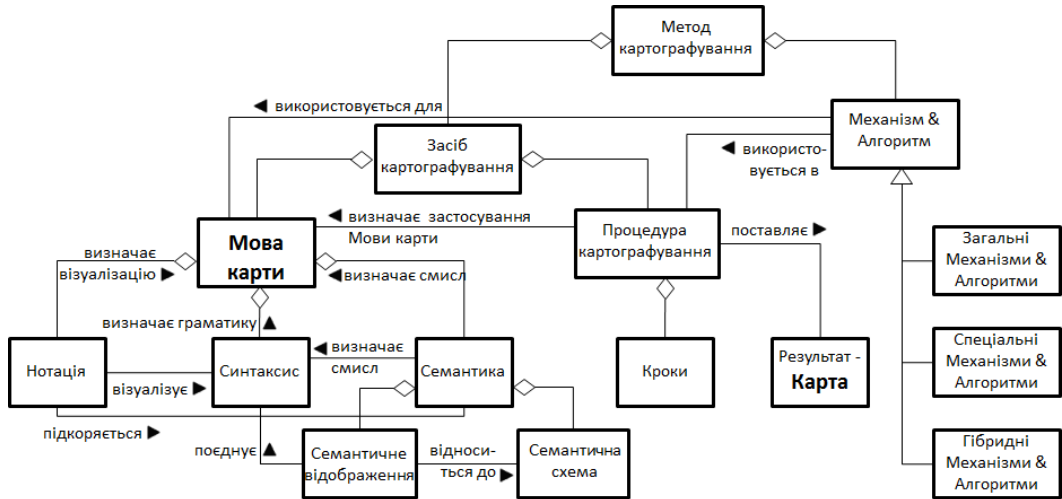 Метод
картографування
◄ використовується для
Механізм &
Алгоритм
Засіб
картографування
◄ використо-
вується в
◄ визначає застосування
Мови карти
Мова
карти
Процедура
картографування
поставляє ►
визначає
візуалізацію ►
◄ визначає смисл
Загальні
Механізми &
Алгоритми
визначає граматику ▲
Нотація
Синтаксис
◄ визначає
смисл
Семантика
Кроки
Результат -
Карта
Спеціальні
Механізми &
Алгоритми
візуалізує ►
підкоряється ►
поєднує ▲
Семантичне
відображення
відноси-
ться до ►
Семантична
схема
Гібридні
Механізми &
Алгоритми